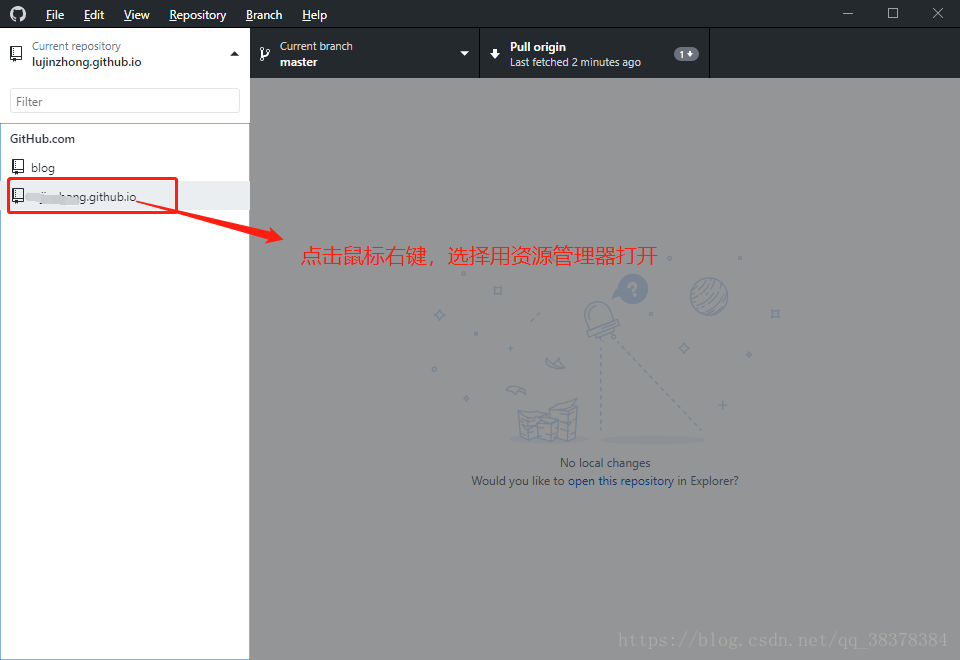 File Edit View Repository Branch Help
Current repository
lujinzhong.github.io
Current branch
master
Pull origin
Last fetched 2 minutes ago
1
Filter
GitHub.com
blog
.github.io
点击鼠标右键，选择用资源管理器打开
?
No local changes
Would you like to open this repository in Explorer?
https://blog.csdn.net/qq_38378384